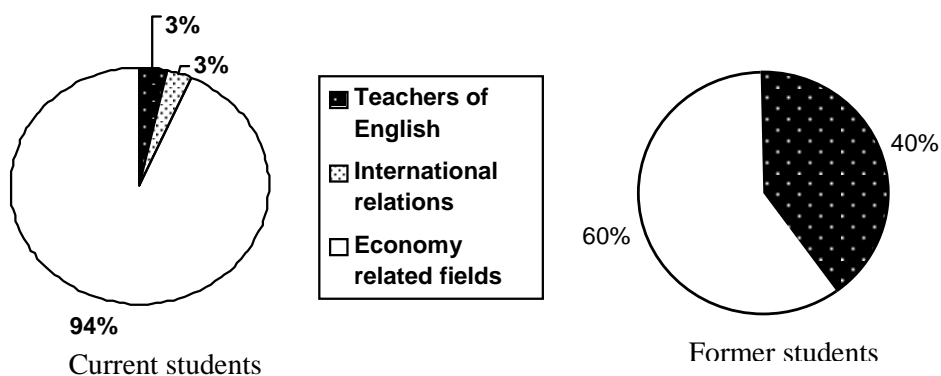 3%
3%
94%
Current students
Teachers of
English
International
relations
Economy
related fields
40%
60%
Former students